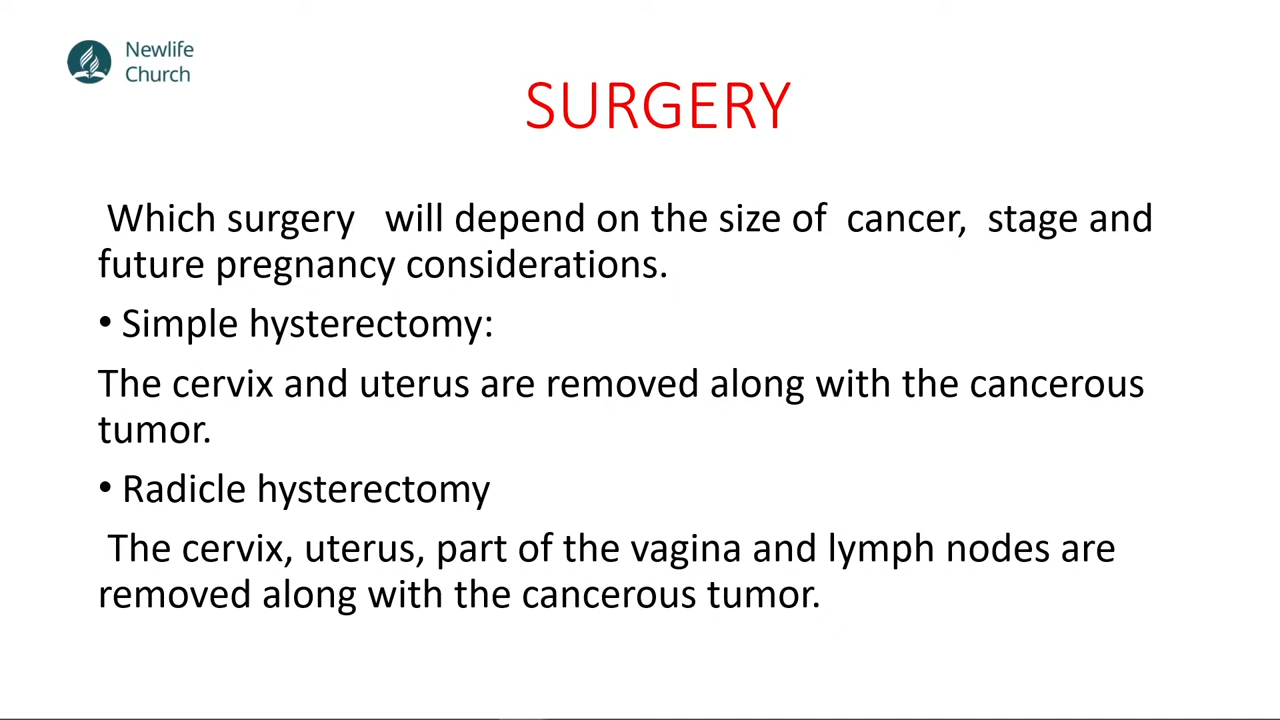 Newlife
Church
SURGERY
Which surgery will depend on the size of cancer, stage and
future pregnancy considerations.
• Simple hysterectomy:
The cervix and uterus are removed along with the cancerous
tumor.
• Radicle hysterectomy
The cervix, uterus, part of the vagina and lymph nodes are
removed along with the cancerous tumor.